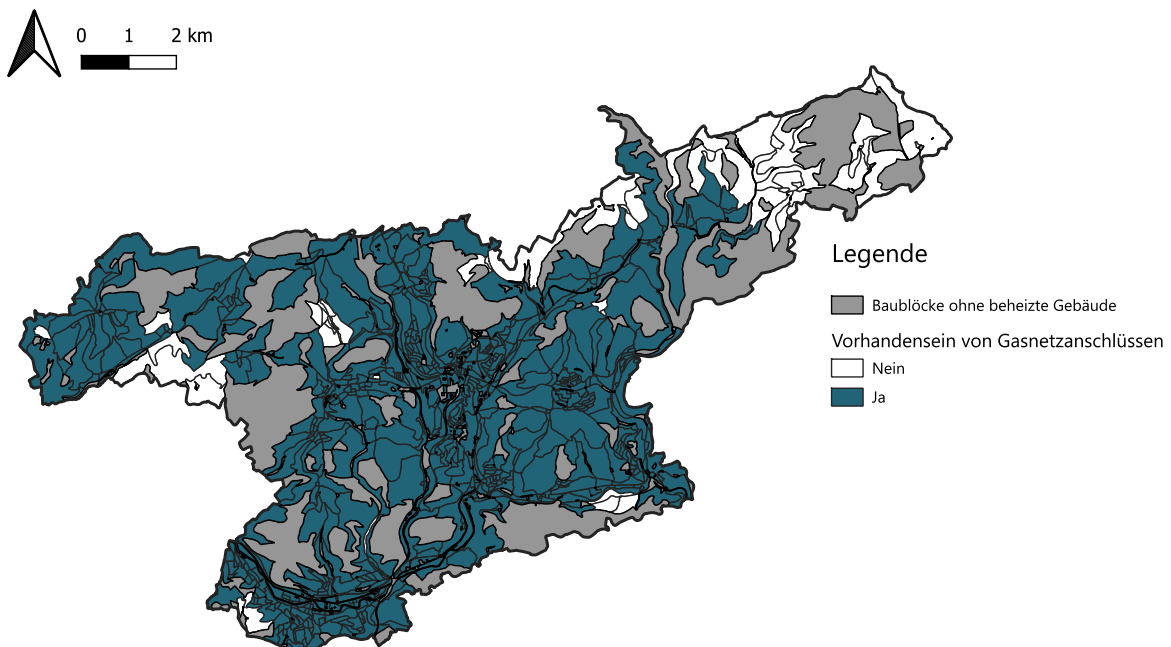 0 1 2 km
Legende
Baublöcke ohne beheizte Gebäude
Vorhandensein von Gasnetzanschlüssen
Nein
Ja